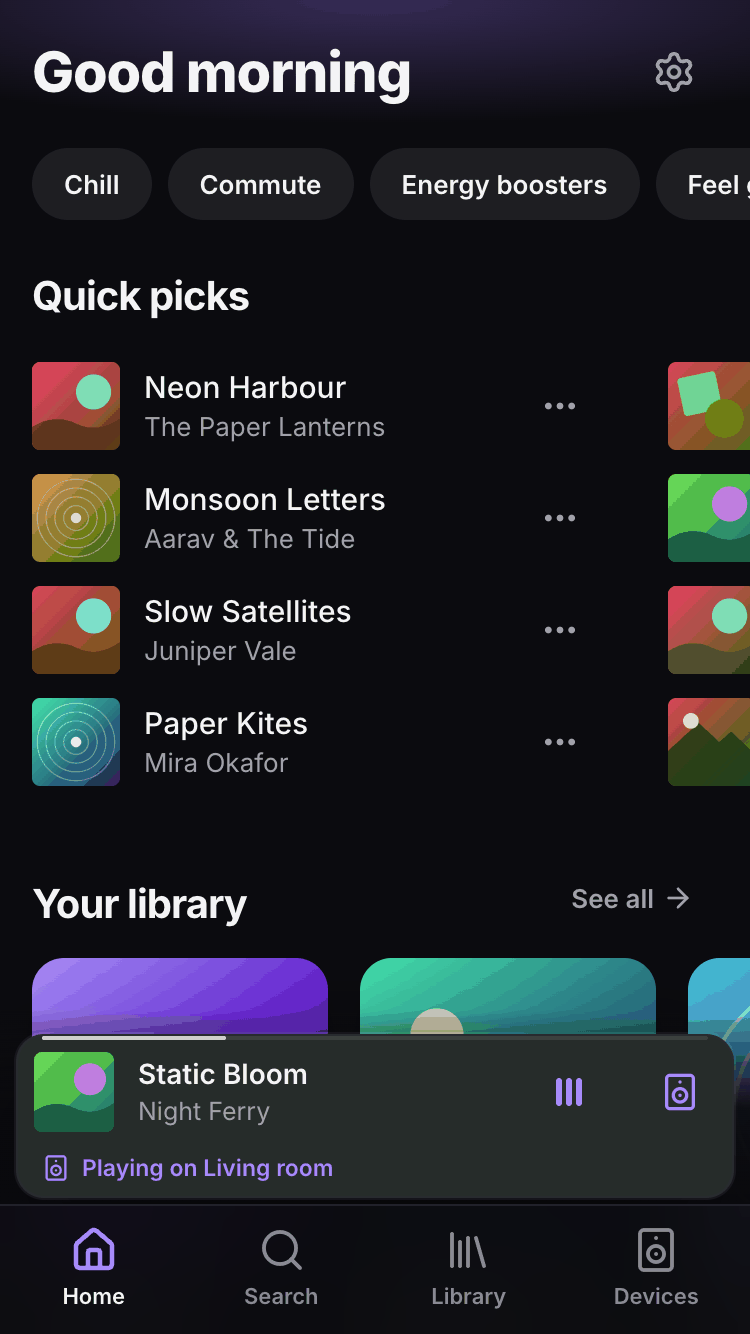 Good morning
Chill
Commute
Energy boosters
Feel
Quick picks
Neon Harbour
The Paper Lanterns
Monsoon Letters
Aarav & The Tide
Slow Satellites
Juniper Vale
Paper Kites
Mira Okafor
Your library
See all
Static Bloom
Night Ferry
Playing on Living room
Home
Search
Library
Devices